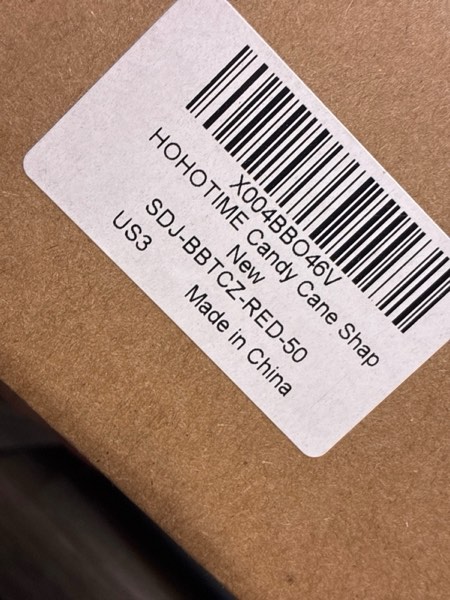 X004BBO46V
HOHOTIME Candy Cane Shap
New
SDJ-BBTCZ-RED-50
US3
Made in China